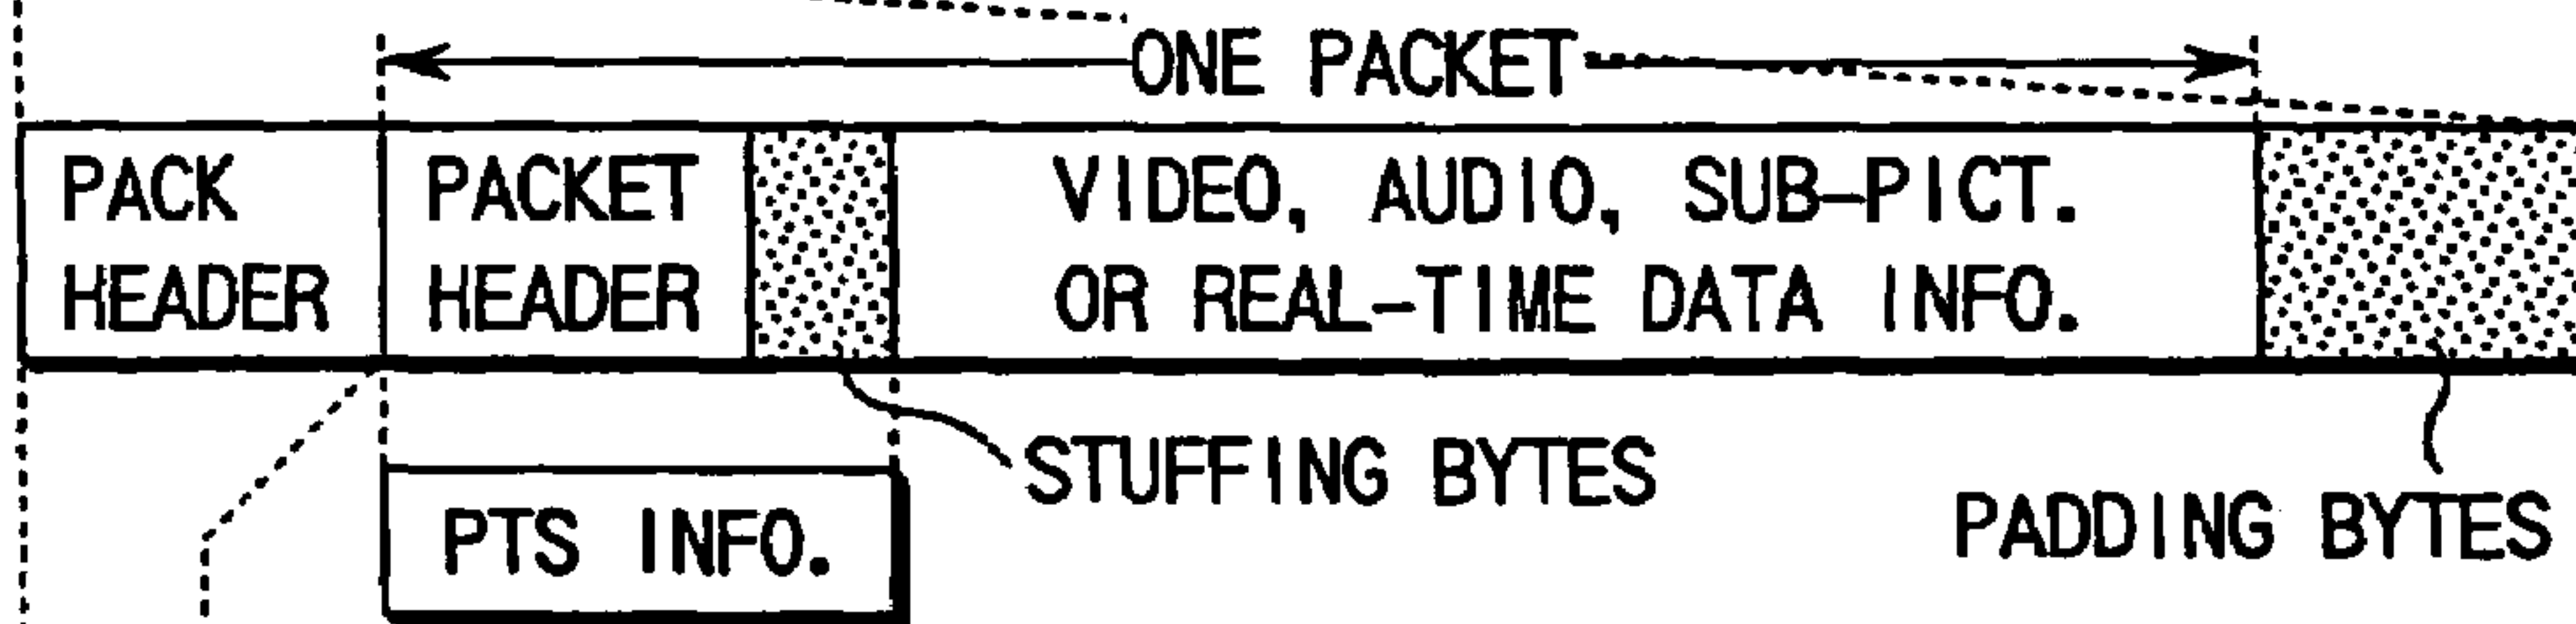 ONE PACKET
PACK
HEADER
PACKET
HEADER
VIDEO, AUDIO, SUB-PICT.
OR REAL-TIME DATA INFO.
STUFFING BYTES
PADDING BYTES
PTS INFO.